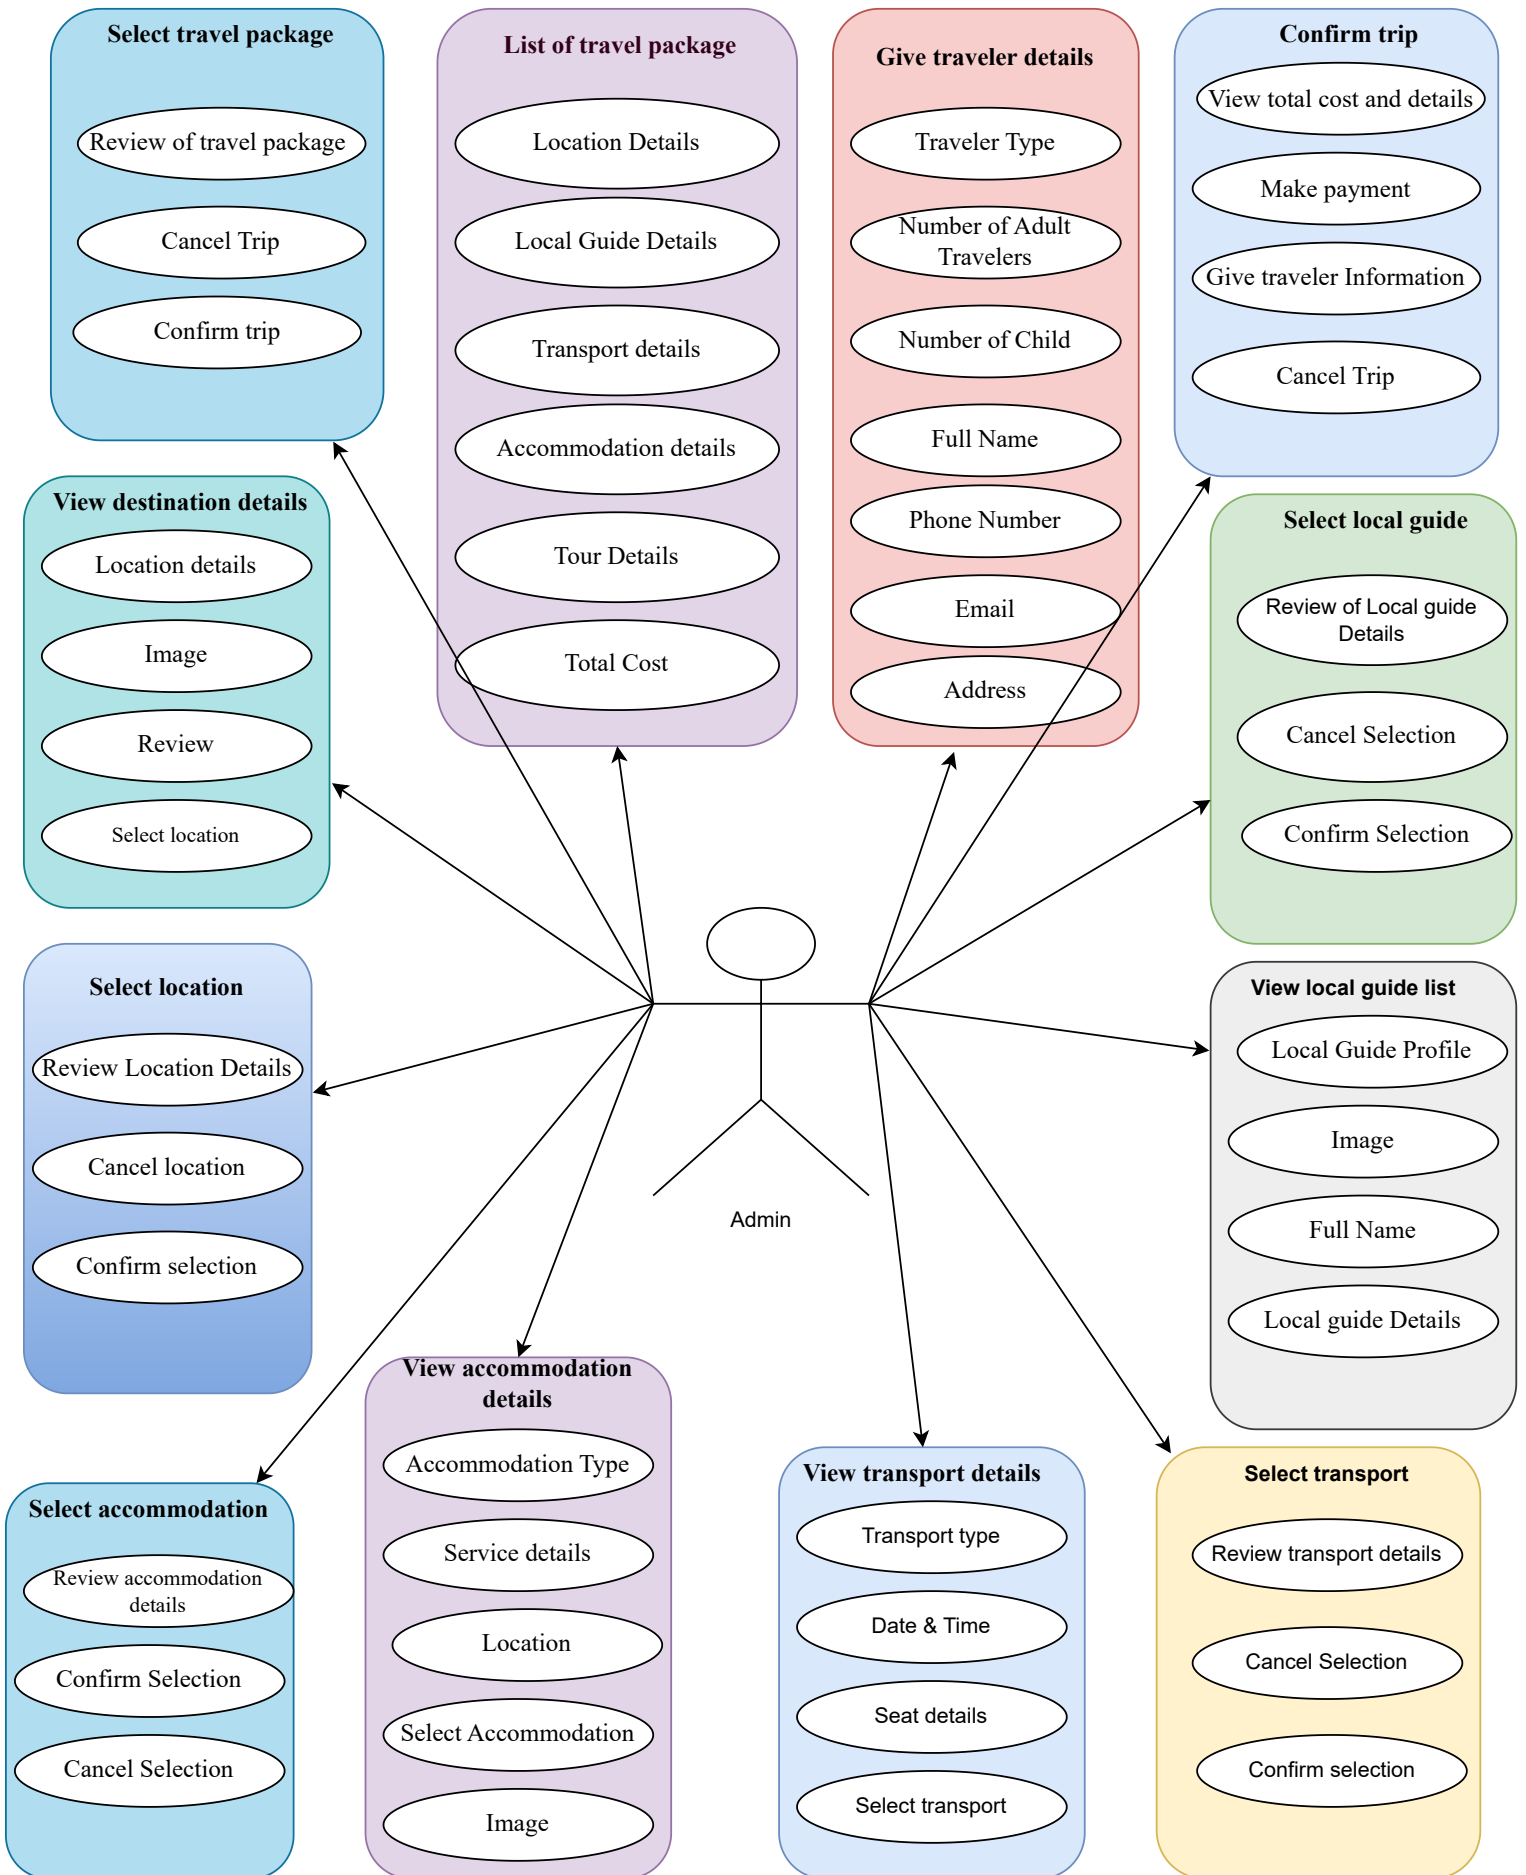 Select travel package
Review of travel package
Cancel Trip
Confirm trip
List of travel package
Location Details
Local Guide Details
Transport details
Accommodation details
Tour Details
Total Cost
Give traveler details
Traveler Type
Number of Adult
Travelers
Number of Child
Full Name
Phone Number
Email
Address
Confirm trip
View total cost and details
Make payment
Give traveler Information
Cancel Trip
View destination details
Location details
Image
Review
Select location
Select local guide
Review of Local guide
Details
Cancel Selection
Confirm Selection
Select location
Review Location Details
Cancel location
Confirm selection
Admin
View local guide list
Local Guide Profile
Image
Full Name
Local guide Details
Select accommodation
Review accommodation
details
Confirm Selection
Cancel Selection
View accommodation
details
Accommodation Type
Service details
Location
Select Accommodation
Image
View transport details
Transport type
Date & Time
Seat details
Select transport
Select transport
Review transport details
Cancel Selection
Confirm selection